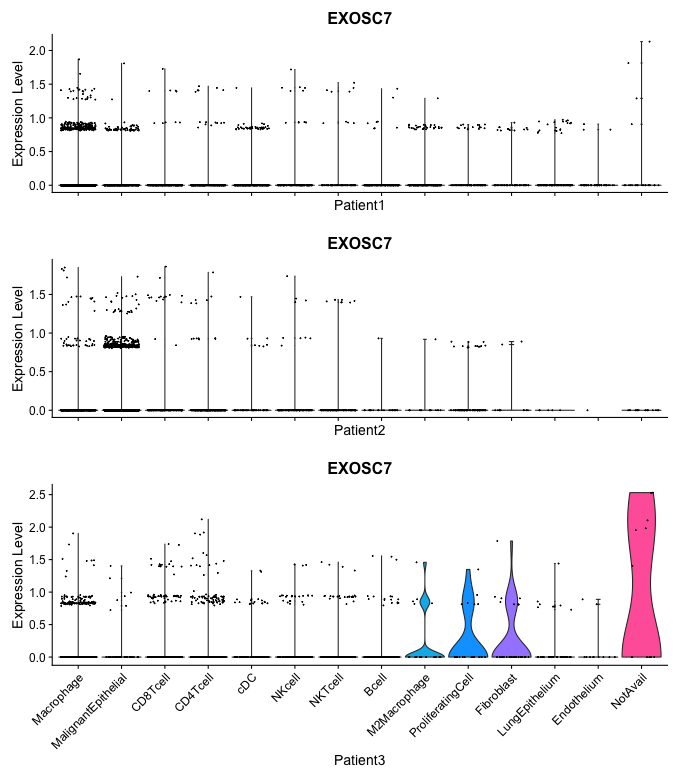 EXOSC7
Expression Level
2.0
1.5
1.0
0.5
0.0
Patient1
EXOSC7
Expression Level
1.5
1.0
0.5
0.0
Patient2
EXOSC7
Expression Level
2.5
2.0
1.5
1.0
0.5
0.0
Macrophage
MalignantEpithelial
CD8Tcell
CD4Tcell
cDC
NKcell
NKTcell
Bcell
M2Macrophage
ProliferatingCell
Fibroblast
LungEpithelium
Endothelium
NotAvail
Patient3